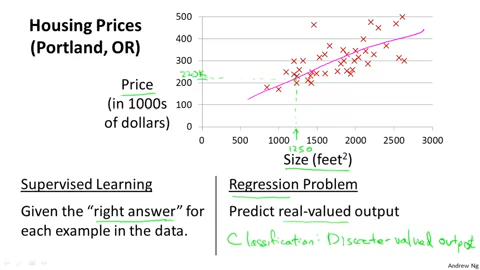 Housing Prices
(Portland, OR)
Price
(in 1000s
of dollars)
500
400
300
200
100
0
220k
0 500 1000 1500 2000 2500 3000
1250
Size (feet²)
Supervised Learning
Given the “right answer” for
each example in the data.
Regression Problem
Predict real-valued output
Classification: Discrete-valued output
Andrew Ng